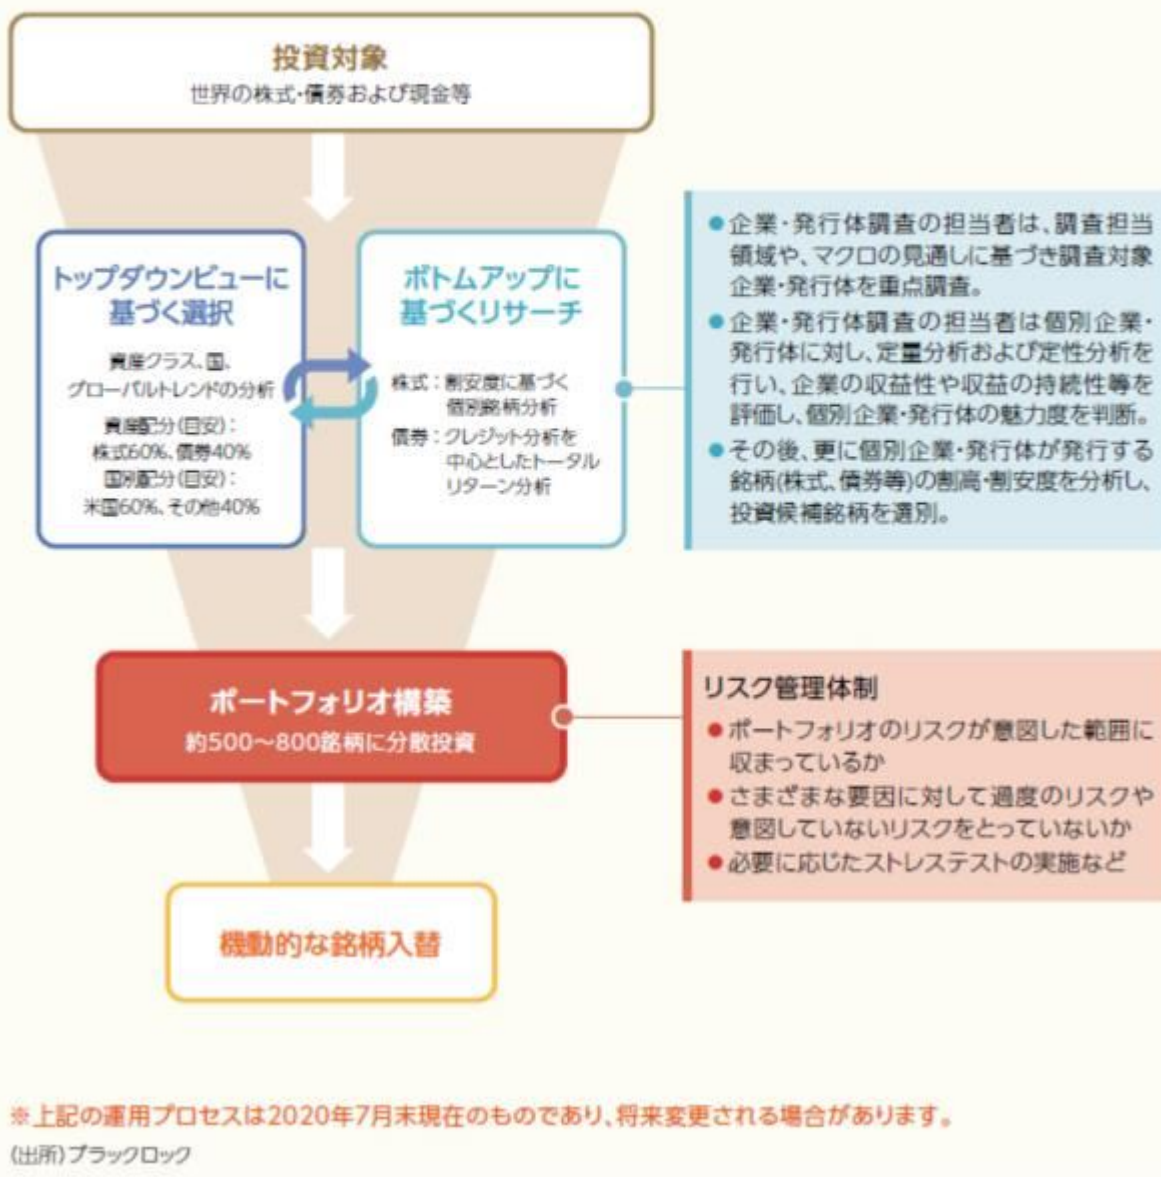 投資対象
世界の株式・債券および現金等
トップダウンビューに
基づく選択
資産クラス、国、
グローバルトレンドの分析
資産配分(目安)：
株式60%、債券40%
国別配分(目安)：
米国60%、その他40%
ボトムアップに
基づくリサーチ
株式：割安度に基づく
個別銘柄分析
債券：クレジット分析を
中心としたトータル
リターン分析
●企業・発行体調査の担当者は、調査担当
領域や、マクロの見通しに基づき調査対象
企業・発行体を重点調査。
●企業・発行体調査の担当者は個別企業・
発行体に対し、定量分析および定性分析を
行い、企業の収益性や収益の持続性等を
評価し、個別企業・発行体の魅力度を判断。
●その後、更に個別企業・発行体が発行する
銘柄(株式、債券等)の割高・割安度を分析し、
投資候補銘柄を選別。
ポートフォリオ構築
約500〜800銘柄に分散投資
リスク管理体制
●ポートフォリオのリスクが意図した範囲に
収まっているか
●さまざまな要因に対して過度のリスクや
意図していないリスクをとっていないか
●必要に応じたストレステストの実施など
機動的な銘柄入替
※上記の運用プロセスは2020年7月末現在のものであり、将来変更される場合があります。
(出所)ブラックロック